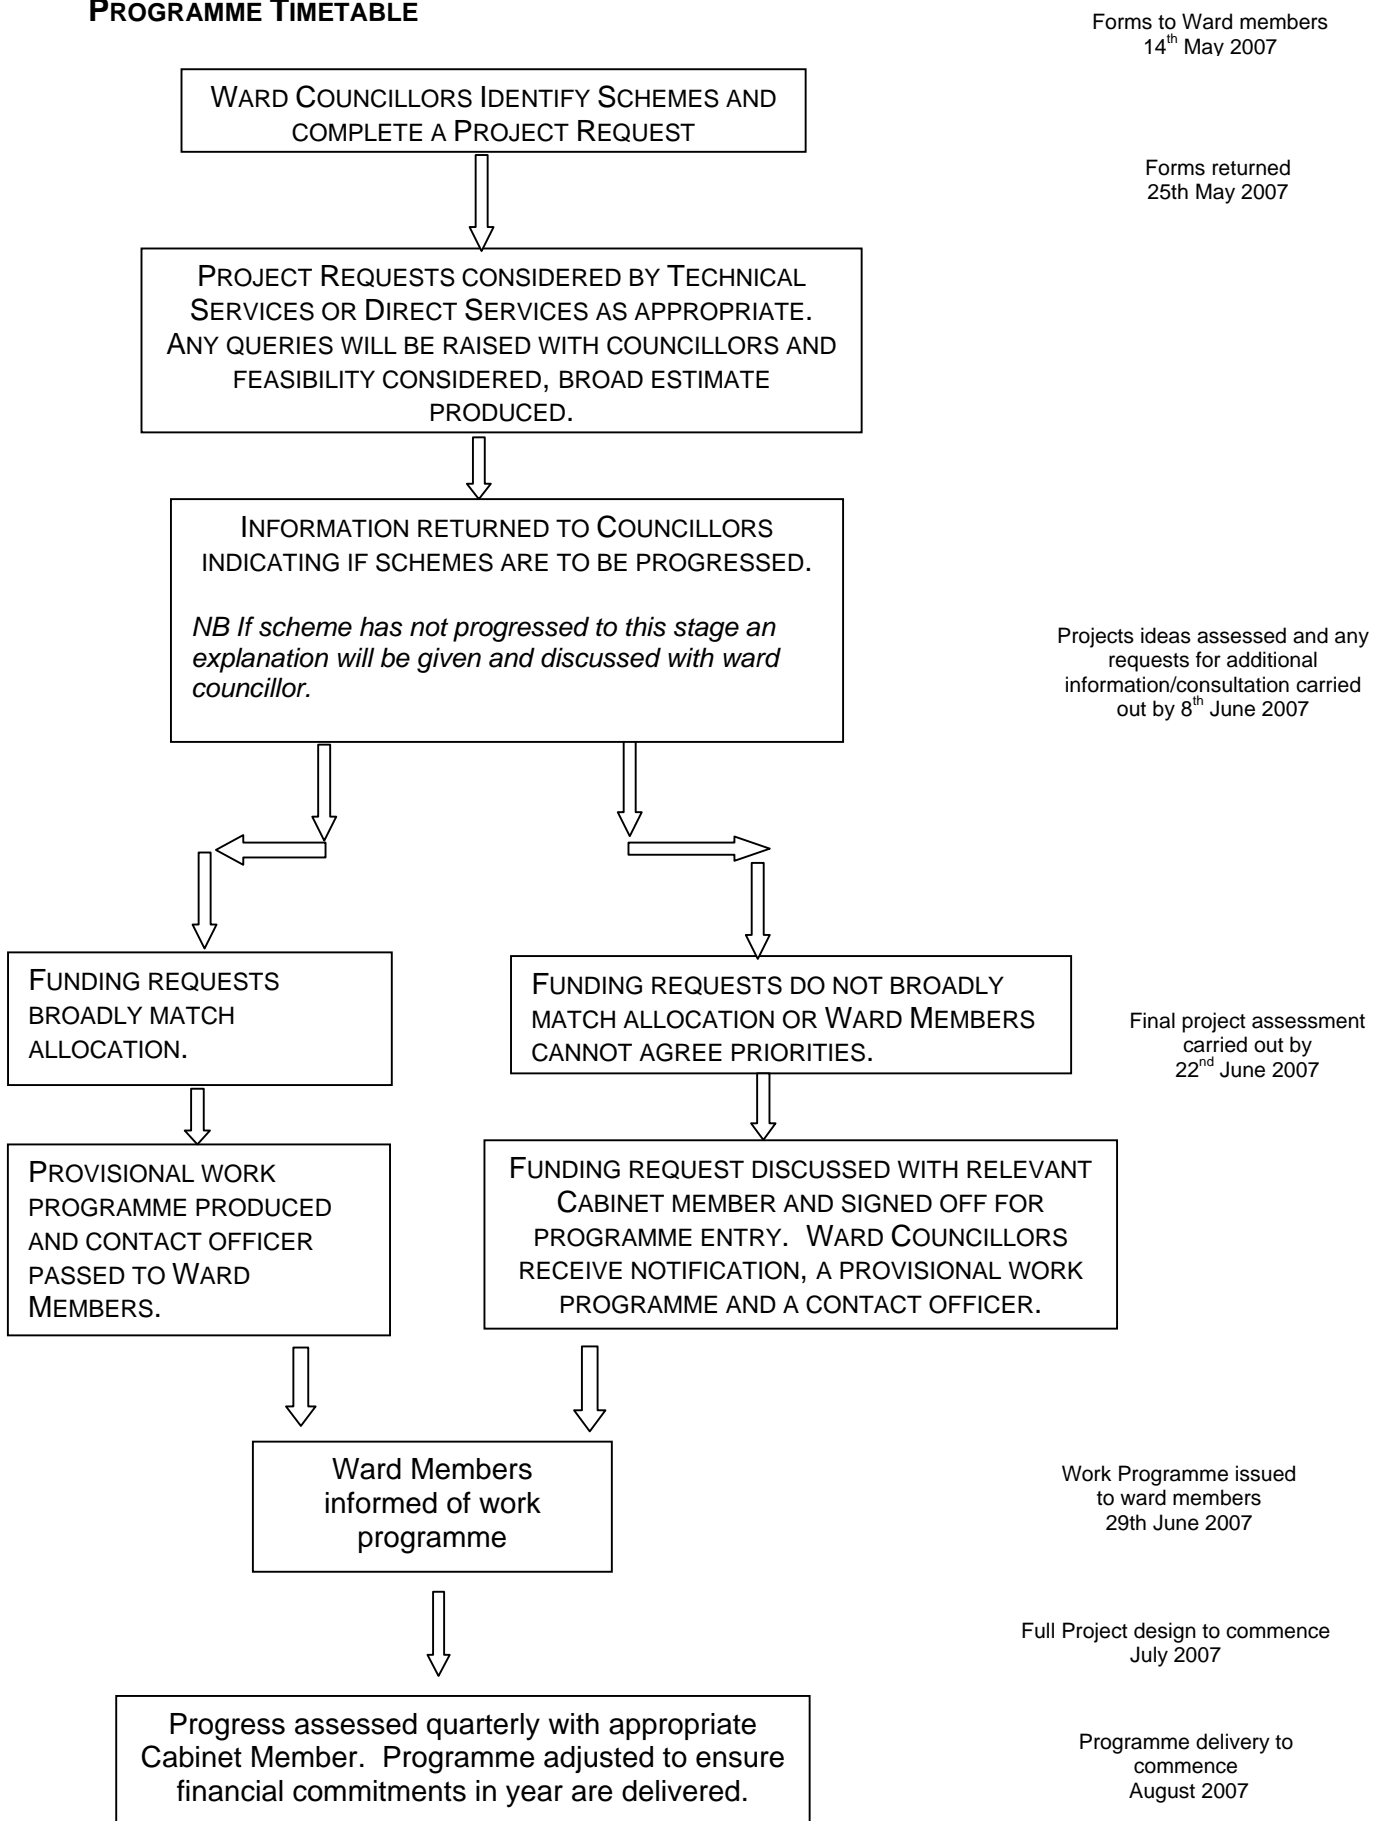 PROGRAMME TIMETABLE
Forms to Ward members
14th May 2007
WARD COUNCILLORS IDENTIFY SCHEMES AND
COMPLETE A PROJECT REQUEST
Forms returned
25th May 2007
PROJECT REQUESTS CONSIDERED BY TECHNICAL
SERVICES OR DIRECT SERVICES AS APPROPRIATE.
ANY QUERIES WILL BE RAISED WITH COUNCILLORS AND
FEASIBILITY CONSIDERED, BROAD ESTIMATE
PRODUCED.
INFORMATION RETURNED TO COUNCILLORS
INDICATING IF SCHEMES ARE TO BE PROGRESSED.
NB If scheme has not progressed to this stage an
explanation will be given and discussed with ward
councillor.
Projects ideas assessed and any
requests for additional
information/consultation carried
out by 8th June 2007
FUNDING REQUESTS
BROADLY MATCH
ALLOCATION.
FUNDING REQUESTS DO NOT BROADLY
MATCH ALLOCATION OR WARD MEMBERS
CANNOT AGREE PRIORITIES.
Final project assessment
carried out by
22nd June 2007
PROVISIONAL WORK
PROGRAMME PRODUCED
AND CONTACT OFFICER
PASSED TO WARD
MEMBERS.
FUNDING REQUEST DISCUSSED WITH RELEVANT
CABINET MEMBER AND SIGNED OFF FOR
PROGRAMME ENTRY.  WARD COUNCILLORS
RECEIVE NOTIFICATION, A PROVISIONAL WORK
PROGRAMME AND A CONTACT OFFICER.
Ward Members
informed of work
programme
Work Programme issued
to ward members
29th June 2007
Full Project design to commence
July 2007
Progress assessed quarterly with appropriate
Cabinet Member.  Programme adjusted to ensure
financial commitments in year are delivered.
Programme delivery to
commence
August 2007